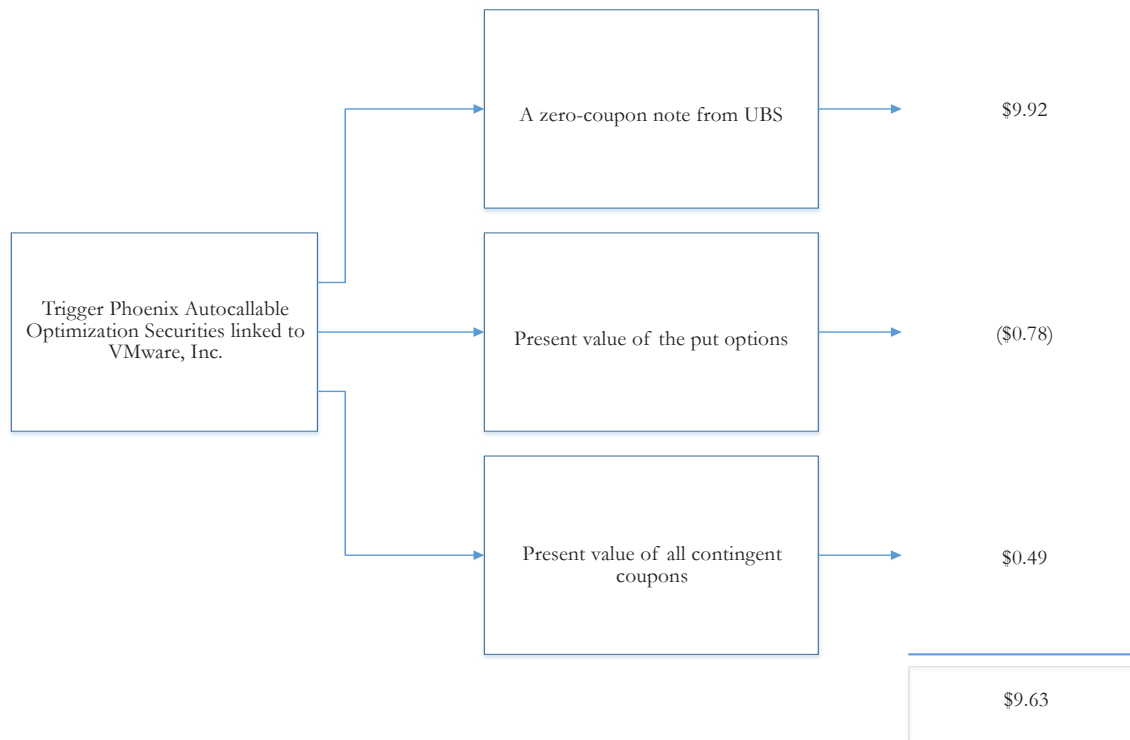 A zero-coupon note from UBS
$9.92
Trigger Phoenix Autocallable
Optimization Securities linked to
VMware, Inc.
Present value of the put options
($0.78)
Present value of all contingent
coupons
$0.49
$9.63